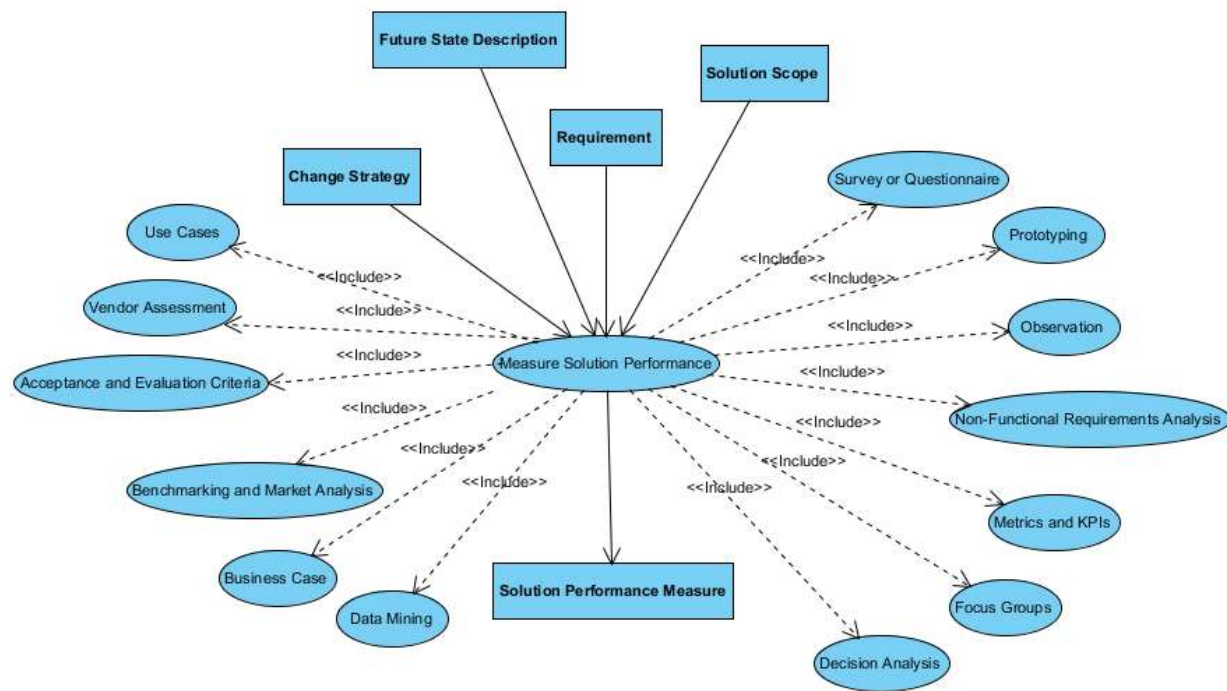 Future State Description
Solution Scope
Requirement
Change Strategy
Survey or Questionnaire
Use Cases
Prototyping
<<Include>>
<<Include>>
<<Include>>
Vendor Assessment
<<Include>>
Observation
<<Include>>
<<Include>>
Measure Solution Performance
Acceptance and Evaluation Criteria
<<Include>>
<<Include>>
Non-Functional Requirements Analysis
<<Include>>
<<Include>>
<<Include>>
<<Include>>
<<Include>>
Benchmarking and Market Analysis
Metrics and KPIs
Business Case
Solution Performance Measure
Focus Groups
Data Mining
Decision Analysis